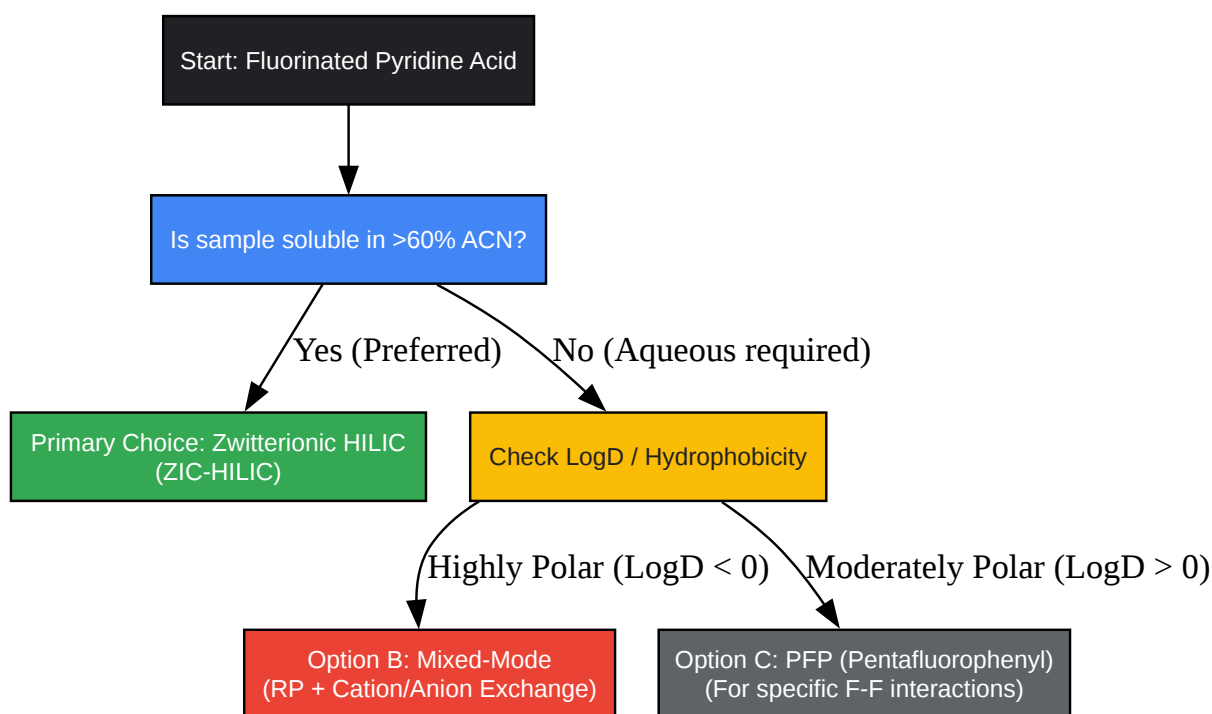 Start: Fluorinated Pyridine Acid
Is sample soluble in >60% ACN?
Yes (Preferred)
No (Aqueous required)
Primary Choice: Zwitterionic HILIC
(ZIC-HILIC)
Check LogD / Hydrophobicity
Highly Polar (LogD < 0)
Moderately Polar (LogD > 0)
Option B: Mixed-Mode
(RP + Cation/Anion Exchange)
Option C: PFP (Pentafluorophenyl)
(For specific F-F interactions)